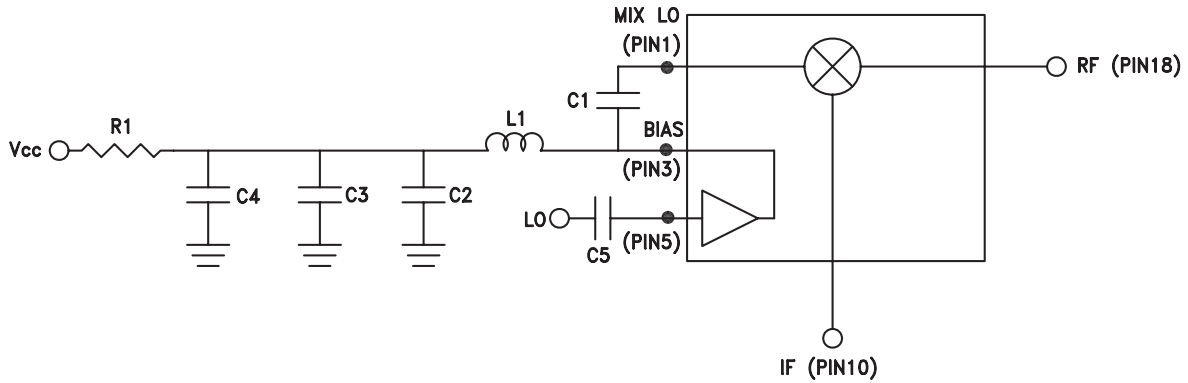 MIX LO
(PIN1)
C1
RF (PIN18)
L1
BIAS
(PIN3)
R1
Vcc
C4
C3
C2
LO
C5
(PIN5)
IF (PIN10)